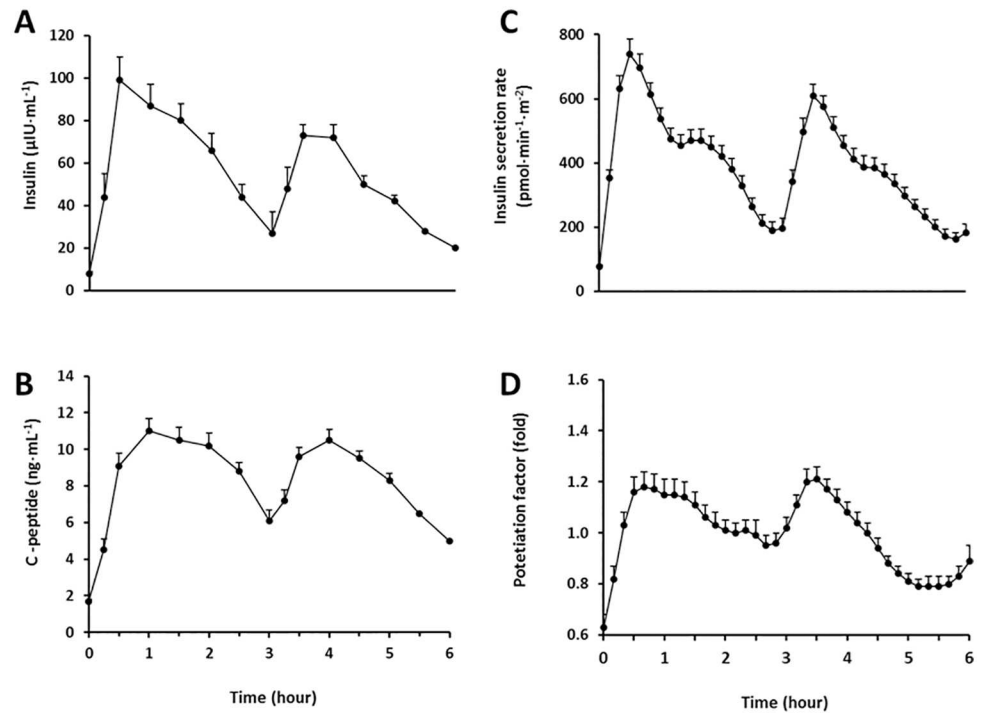 A
Insulin (µIU·mL-1)
120
100
80
60
40
20
0
C
Insulin secretion rate
(pmol·min-1·m-2)
800
600
400
200
0
B
C -peptide (ng·mL-1)
14
12
10
8
6
4
2
0
0 1 2 3 4 5 6
Time (hour)
D
Potetiation factor (fold)
1.6
1.4
1.2
1.0
0.8
0.6
0 1 2 3 4 5 6
Time (hour)